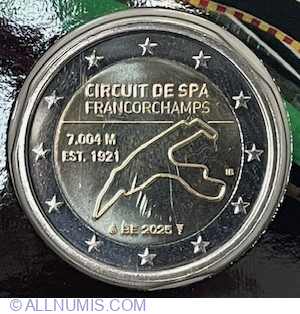 CIRCUIT DE SPA
FRANCORCHAMPS
7.004 M
EST. 1921
BE 2025
© ALLNUMIS.COM